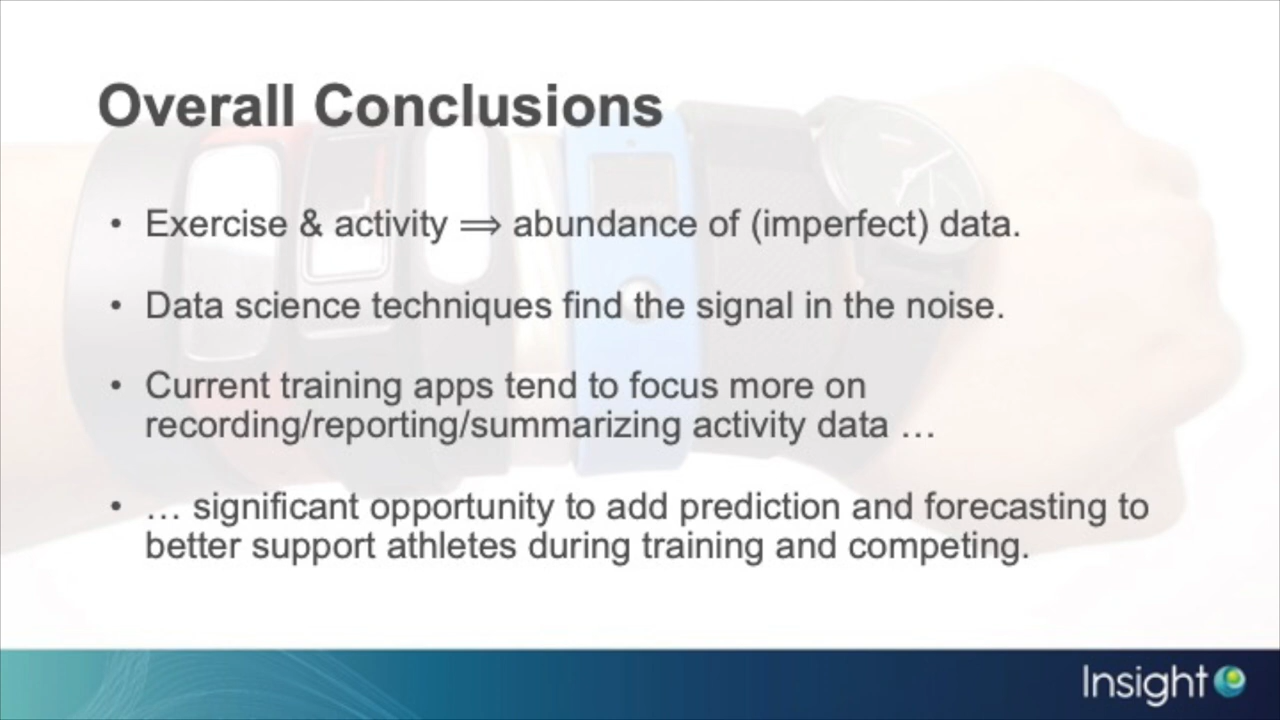 Overall Conclusions
• Exercise & activity ⟹ abundance of (imperfect) data.
• Data science techniques find the signal in the noise.
• Current training apps tend to focus more on
recording/reporting/summarizing activity data …
• … significant opportunity to add prediction and forecasting to
better support athletes during training and competing.
Insight